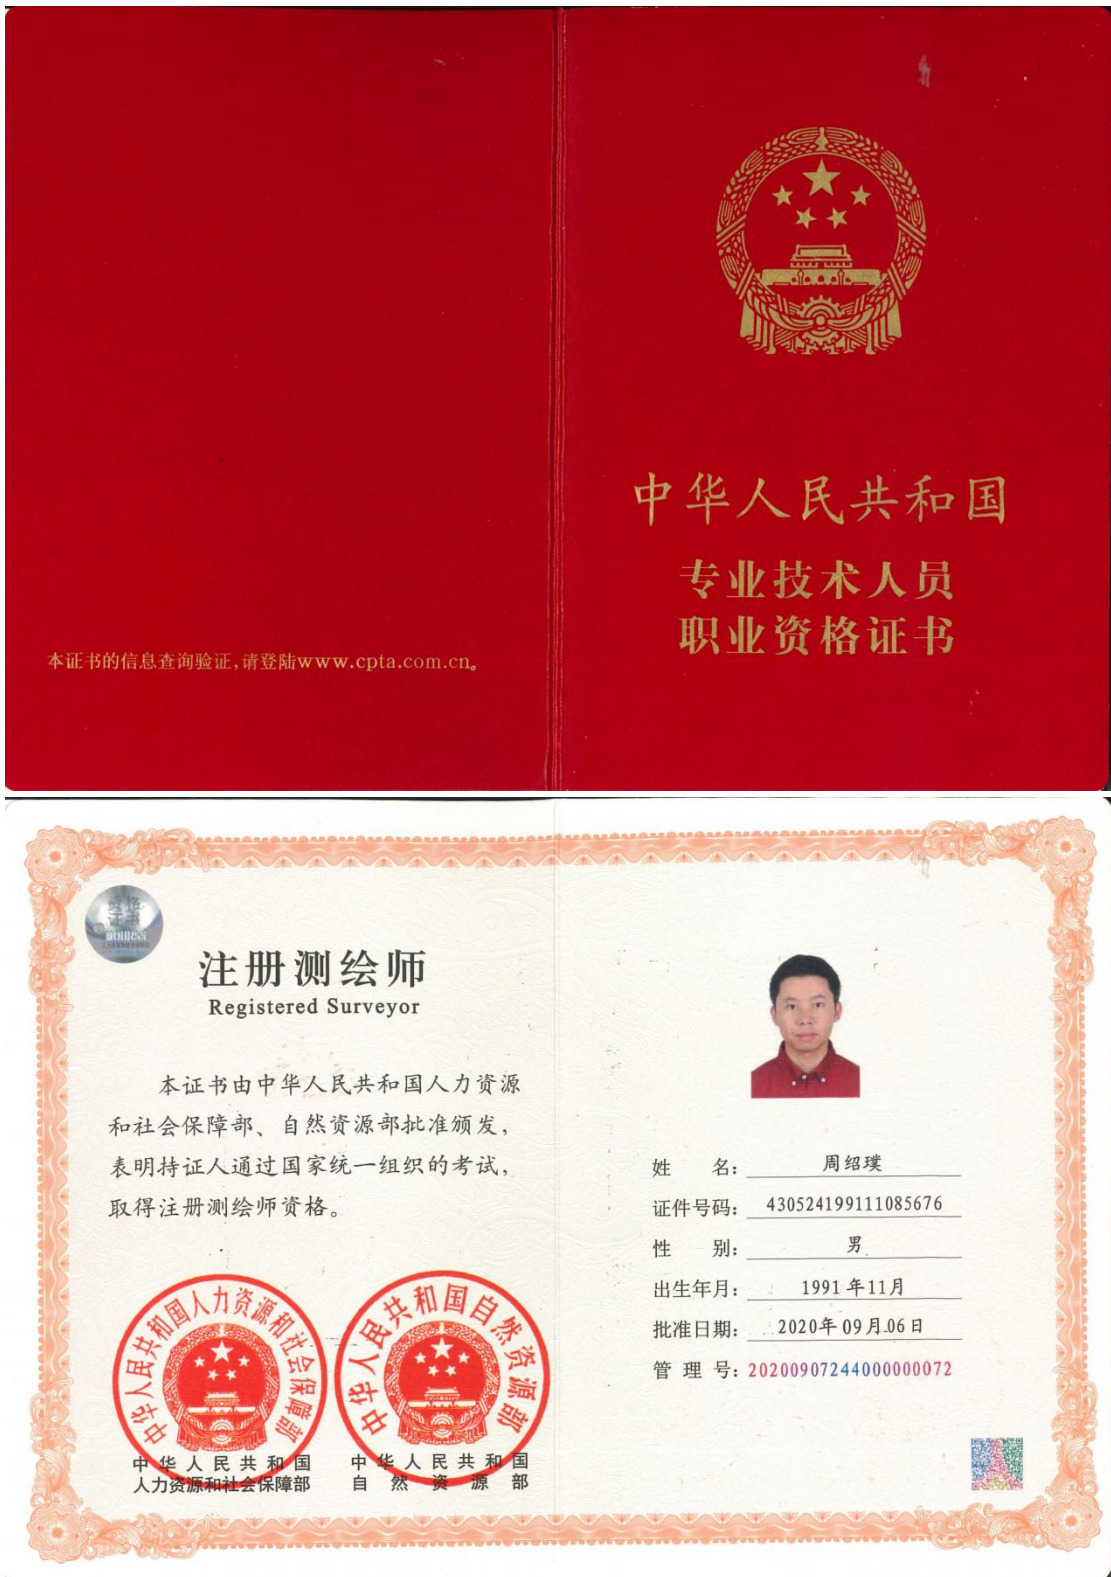 中华人民共和国
专业技术人员
职业资格证书
本证书的信息查询验证,请登陆www.cpta.com.cn。
资格
证书
注册测绘师
Registered Surveyor
本证书由中华人民共和国人力资源
和社会保障部、自然资源部批准颁发,
表明持证人通过国家统一组织的考试,
取得注册测绘师资格。
中华人民共和国人力资源和社会保障部
中华人民共和国自然资源部
中华人民共和国
人力资源和社会保障部
中华人民共和国
自然资源部
姓 名: 周绍璞
证件号码: 430524199111085676
性 别: 男
出生年月: 1991年11月
批准日期: 2020年09月06日
管 理 号: 20200907244000000072